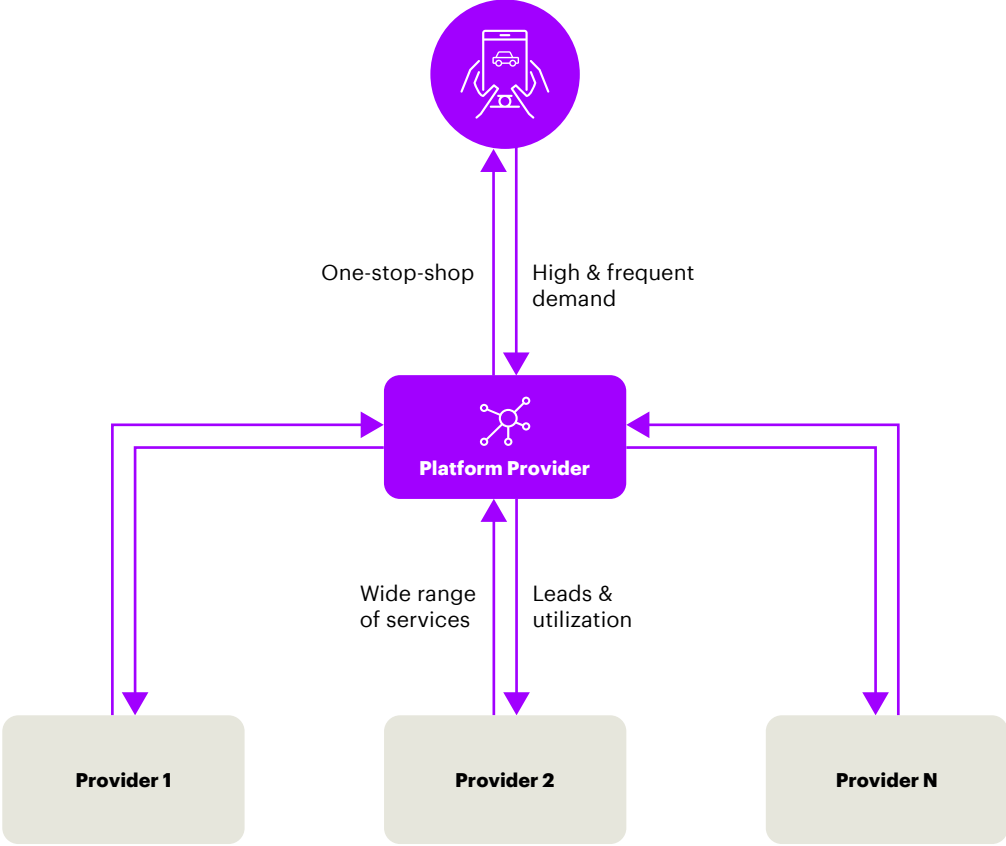 One-stop-shop
High & frequent
demand
Platform Provider
Wide range
of services
Leads &
utilization
Provider 1
Provider 2
Provider N